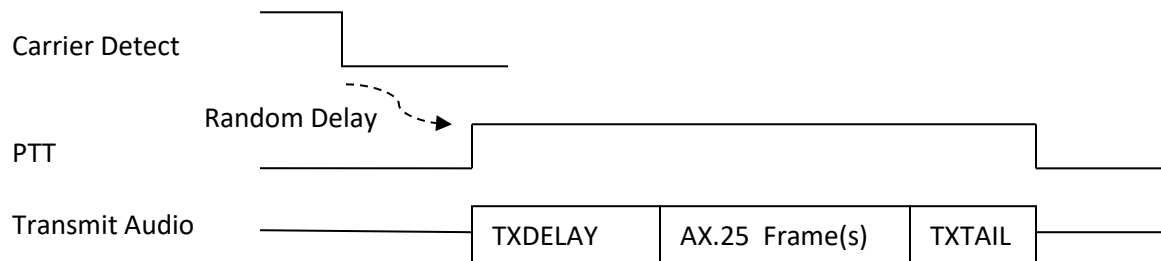 Carrier Detect
Random Delay
PTT
Transmit Audio
TXDELAY
AX.25 Frame(s)
TXTAIL